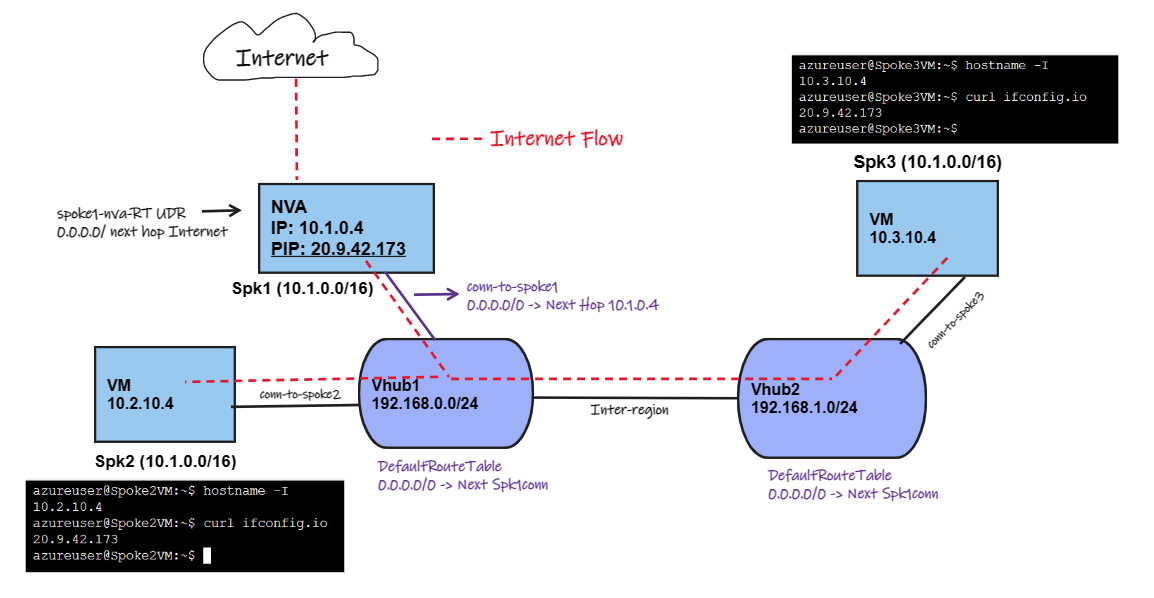 Internet
Internet Flow
azureuser@Spoke3VM:~$ hostname -I
10.3.10.4
azureuser@Spoke3VM:~$ curl ifconfig.io
20.9.42.173
azureuser@Spoke3VM:~$
Spk3 (10.1.0.0/16)
VM
10.3.10.4
spoke1-nva-RT UDR
0.0.0.0/ next hop Internet
NVA
IP: 10.1.0.4
PIP: 20.9.42.173
Spk1 (10.1.0.0/16)
conn-to-spoke1
0.0.0.0/0 -> Next Hop 10.1.0.4
conn-to-spoke3
VM
10.2.10.4
conn-to-spoke2
Vhub1
192.168.0.0/24
Inter-region
Vhub2
192.168.1.0/24
Spk2 (10.1.0.0/16)
DefaultRouteTable
0.0.0.0/0 -> Next Spk1conn
DefaultRouteTable
0.0.0.0/0 -> Next Spk1conn
azureuser@Spoke2VM:~$ hostname -I
10.2.10.4
azureuser@Spoke2VM:~$ curl ifconfig.io
20.9.42.173
azureuser@Spoke2VM:~$